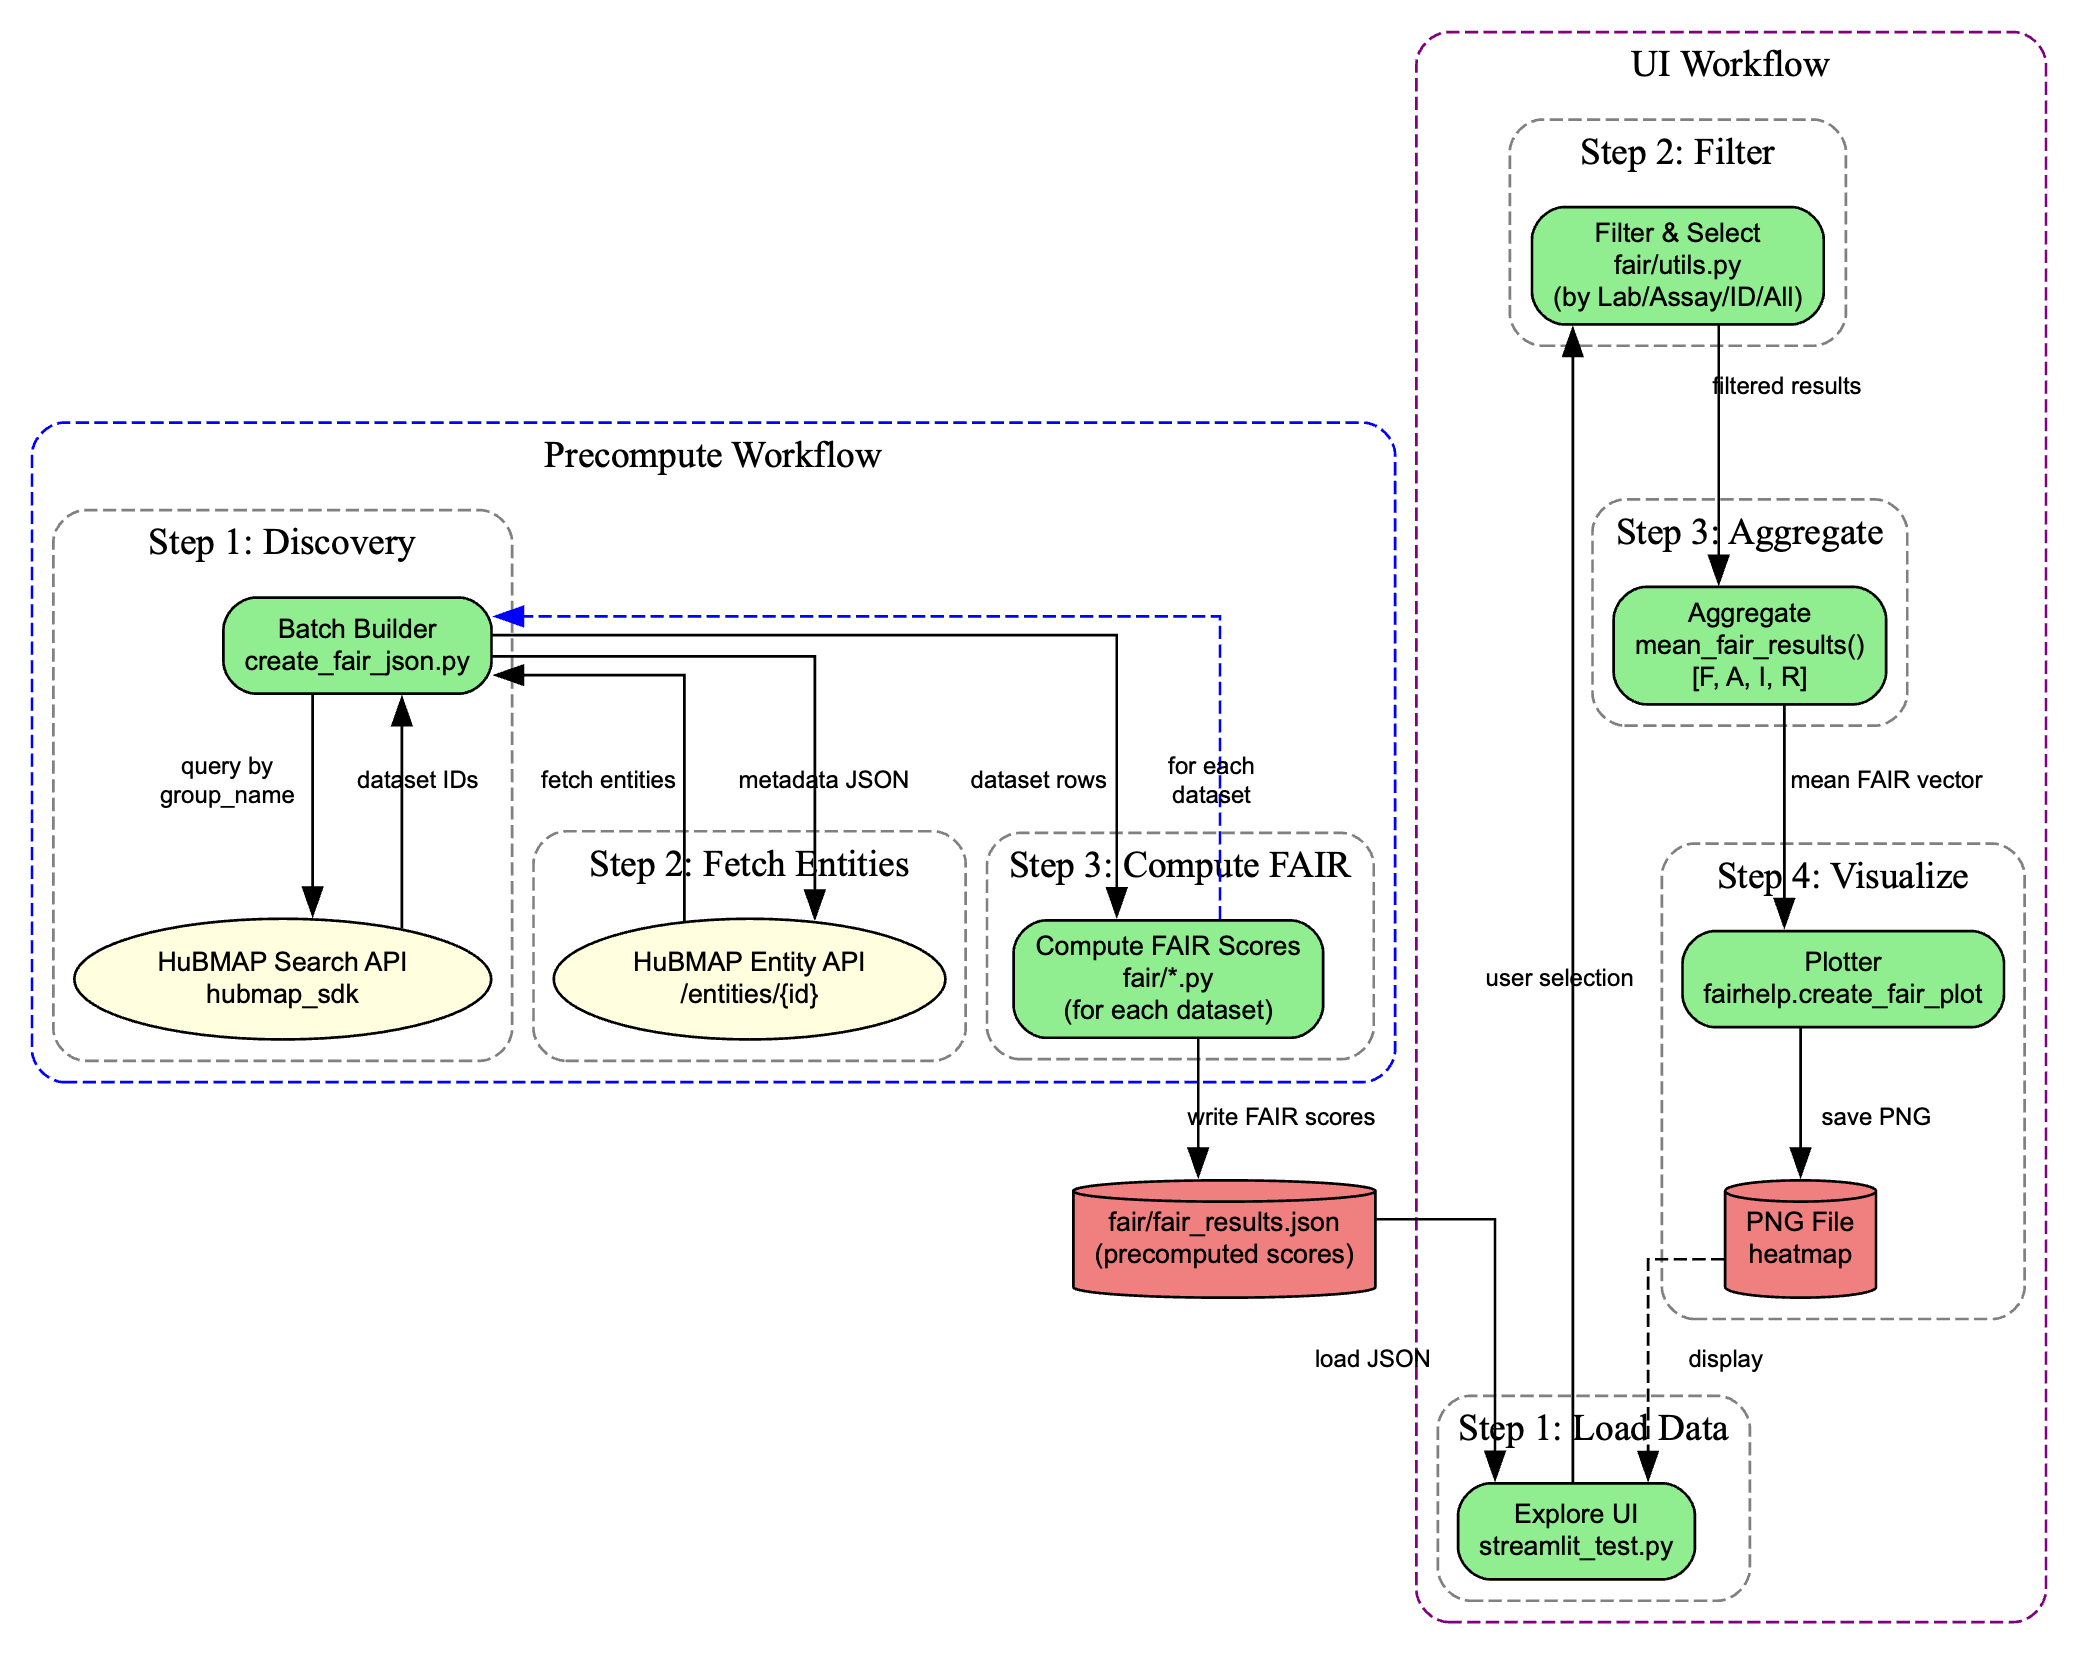 UI Workflow
Step 2: Filter
Filter & Select
fair/utils.py
(by Lab/Assay/ID/All)
filtered results
Precompute Workflow
Step 1: Discovery
Batch Builder
create_fair_json.py
query by
group_name
dataset IDs
fetch entities
metadata JSON
dataset rows
for each
dataset
Step 2: Fetch Entities
Step 3: Compute FAIR
HuBMAP Search API
hubmap_sdk
HuBMAP Entity API
/entities/{id}
Compute FAIR Scores
fair/*.py
(for each dataset)
write FAIR scores
fair/fair_results.json
(precomputed scores)
load JSON
Step 3: Aggregate
Aggregate
mean_fair_results()
[F, A, I, R]
mean FAIR vector
Step 4: Visualize
Plotter
fairhelp.create_fair_plot
user selection
save PNG
PNG File
heatmap
display
Step 1: Load Data
Explore UI
streamlit_test.py